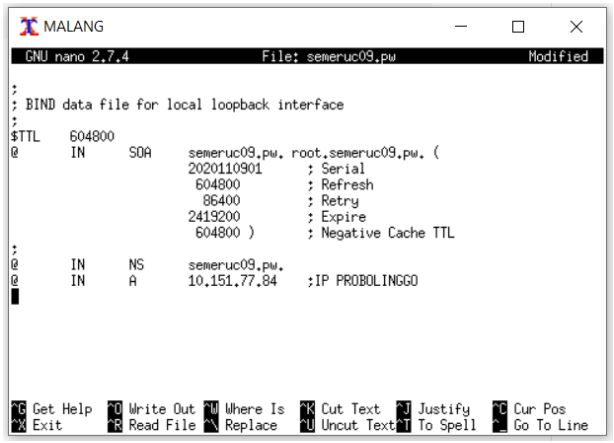 MALANG
GNU nano 2.7.4 File: semeruc09.pw Modified
;
; BIND data file for local loopback interface
;
$TTL 604800
@ IN SOA semeruc09.pw. root.semeruc09.pw. (
2020110901 ; Serial
604800 ; Refresh
86400 ; Retry
2419200 ; Expire
604800 ) ; Negative Cache TTL
;
@ IN NS semeruc09.pw.
@ IN A 10.151.77.84 ;IP PROBOLINGGO
^G Get Help ^O Write Out ^W Where Is ^K Cut Text ^J Justify ^C Cur Pos
^X Exit ^R Read File ^\ Replace ^U Uncut Text ^T To Spell ^_ Go To Line